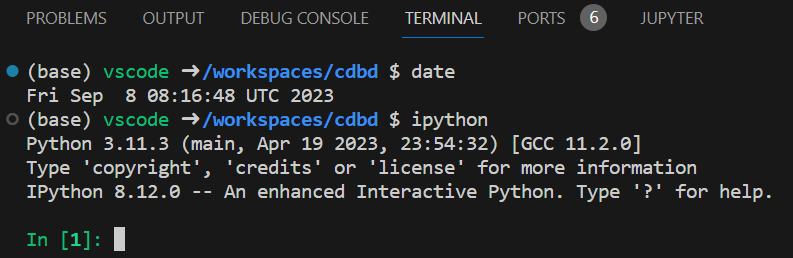 PROBLEMS OUTPUT DEBUG CONSOLE TERMINAL PORTS 6 JUPYTER
(base) vscode ➜ /workspaces/cdbd $ date
Fri Sep  8 08:16:48 UTC 2023
(base) vscode ➜ /workspaces/cdbd $ ipython
Python 3.11.3 (main, Apr 19 2023, 23:54:32) [GCC 11.2.0]
Type 'copyright', 'credits' or 'license' for more information
IPython 8.12.0 -- An enhanced Interactive Python. Type '?' for help.
In [1]: